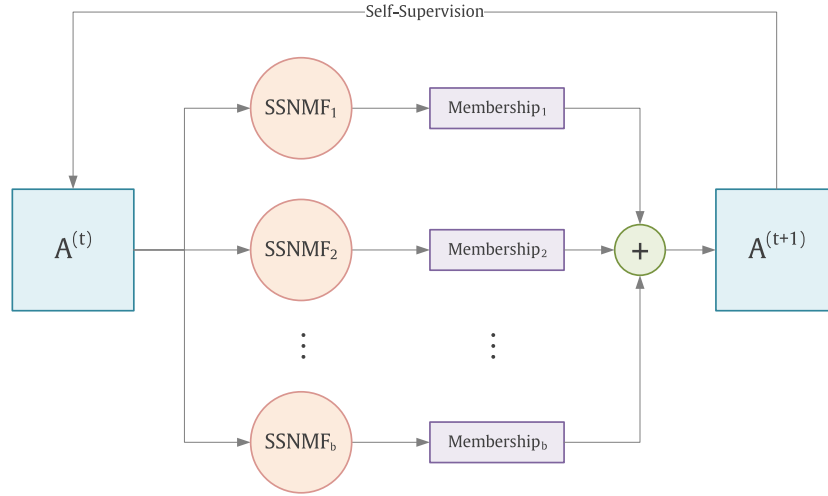 Self-Supervision
SSNMF₁
Membership₁
A⁽ᵗ⁾
SSNMF₂
Membership₂
+
A⁽ᵗ⁺¹⁾
⋮
⋮
SSNMF_b
Membership_b